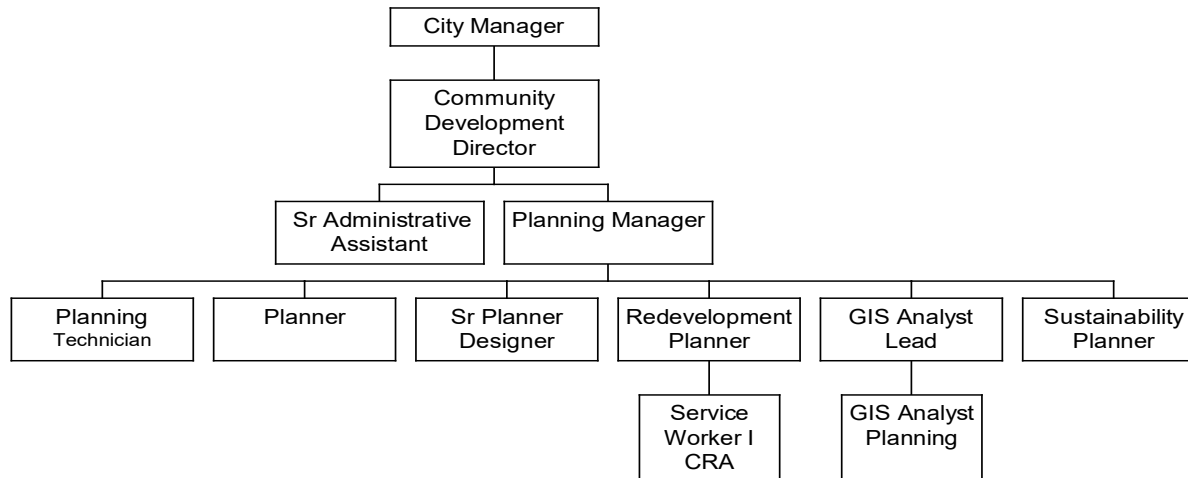 City Manager
Community
Development
Director
Sr Administrative
Assistant
Planning Manager
Planning
Technician
Planner
Sr Planner
Designer
Redevelopment
Planner
GIS Analyst
Lead
Sustainability
Planner
Service
Worker I
CRA
GIS Analyst
Planning